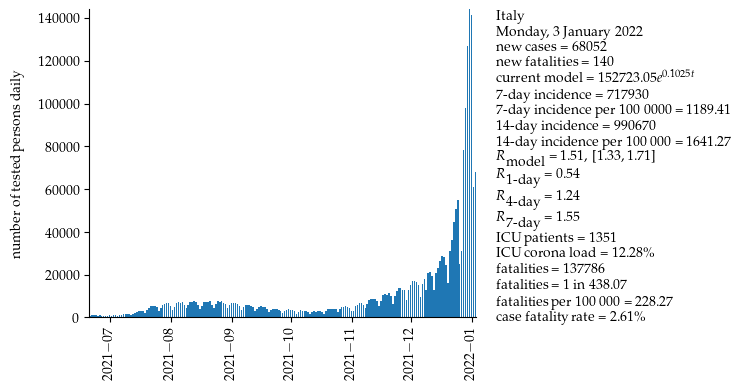 140000
120000
100000
80000
60000
40000
20000
0
number of tested persons daily
2021−07
2021−08
2021−09
2021−10
2021−11
2021−12
2022−01
Italy
Monday, 3 January 2022
new cases = 68052
new fatalities = 140
current model = 152723.05e^0.1025t
7-day incidence = 717930
7-day incidence per 100 0000 = 1189.41
14-day incidence = 990670
14-day incidence per 100 000 = 1641.27
R_model = 1.51, [1.33, 1.71]
R_1-day = 0.54
R_4-day = 1.24
R_7-day = 1.55
ICU patients = 1351
ICU corona load = 12.28%
fatalities = 137786
fatalities = 1 in 438.07
fatalities per 100 000 = 228.27
case fatality rate = 2.61%